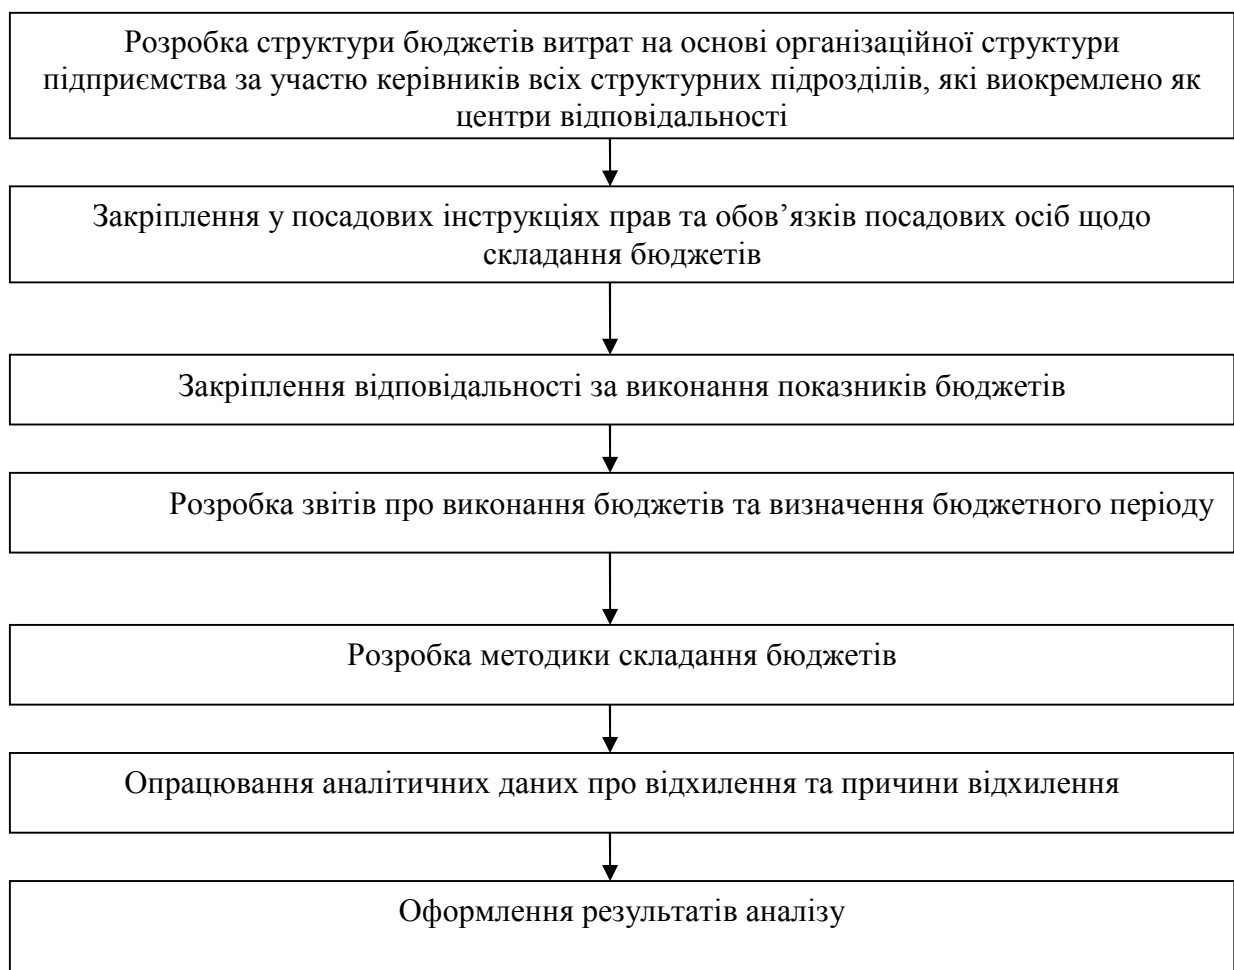 Розробка структури бюджетів витрат на основі організаційної структури
підприємства за участю керівників всіх структурних підрозділів, які виокремлено як
центри відповідальності
Закріплення у посадових інструкціях прав та обов’язків посадових осіб щодо
складання бюджетів
Закріплення відповідальності за виконання показників бюджетів
Розробка звітів про виконання бюджетів та визначення бюджетного періоду
Розробка методики складання бюджетів
Опрацювання аналітичних даних про відхилення та причини відхилення
Оформлення результатів аналізу